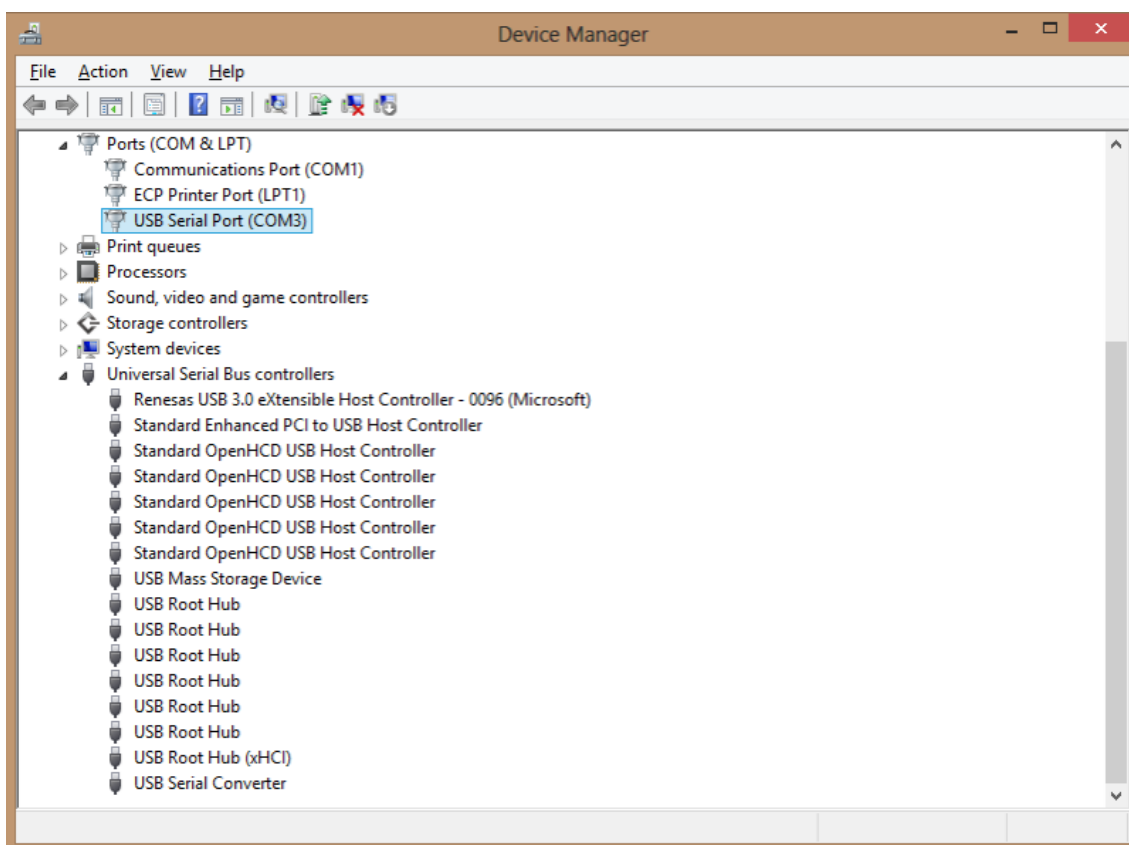 Device Manager
File Action View Help
Ports (COM & LPT)
Communications Port (COM1)
ECP Printer Port (LPT1)
USB Serial Port (COM3)
Print queues
Processors
Sound, video and game controllers
Storage controllers
System devices
Universal Serial Bus controllers
Renesas USB 3.0 eXtensible Host Controller - 0096 (Microsoft)
Standard Enhanced PCI to USB Host Controller
Standard OpenHCD USB Host Controller
Standard OpenHCD USB Host Controller
Standard OpenHCD USB Host Controller
Standard OpenHCD USB Host Controller
Standard OpenHCD USB Host Controller
USB Mass Storage Device
USB Root Hub
USB Root Hub
USB Root Hub
USB Root Hub
USB Root Hub
USB Root Hub
USB Root Hub (xHCI)
USB Serial Converter